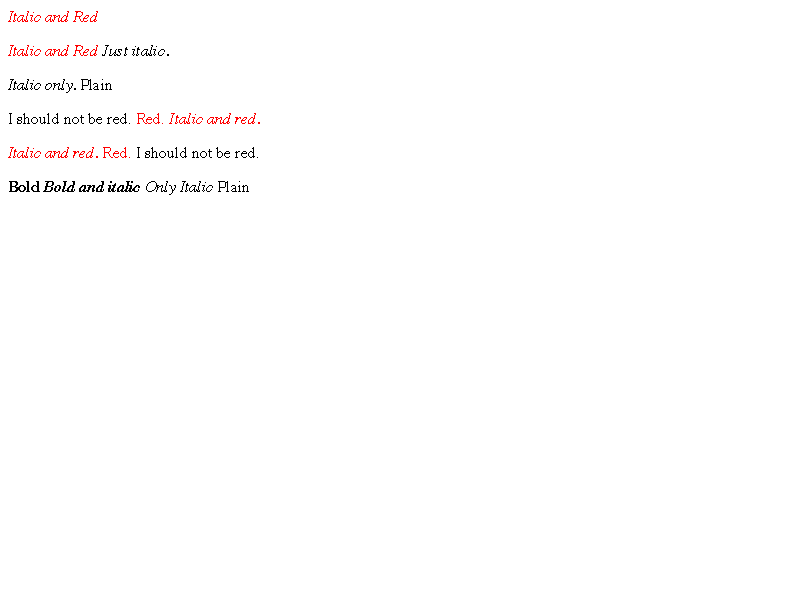 Italic and Red
Italic and Red Just italic.
Italic only. Plain
I should not be red. Red. Italic and red.
Italic and red. Red. I should not be red.
Bold Bold and italic Only Italic Plain